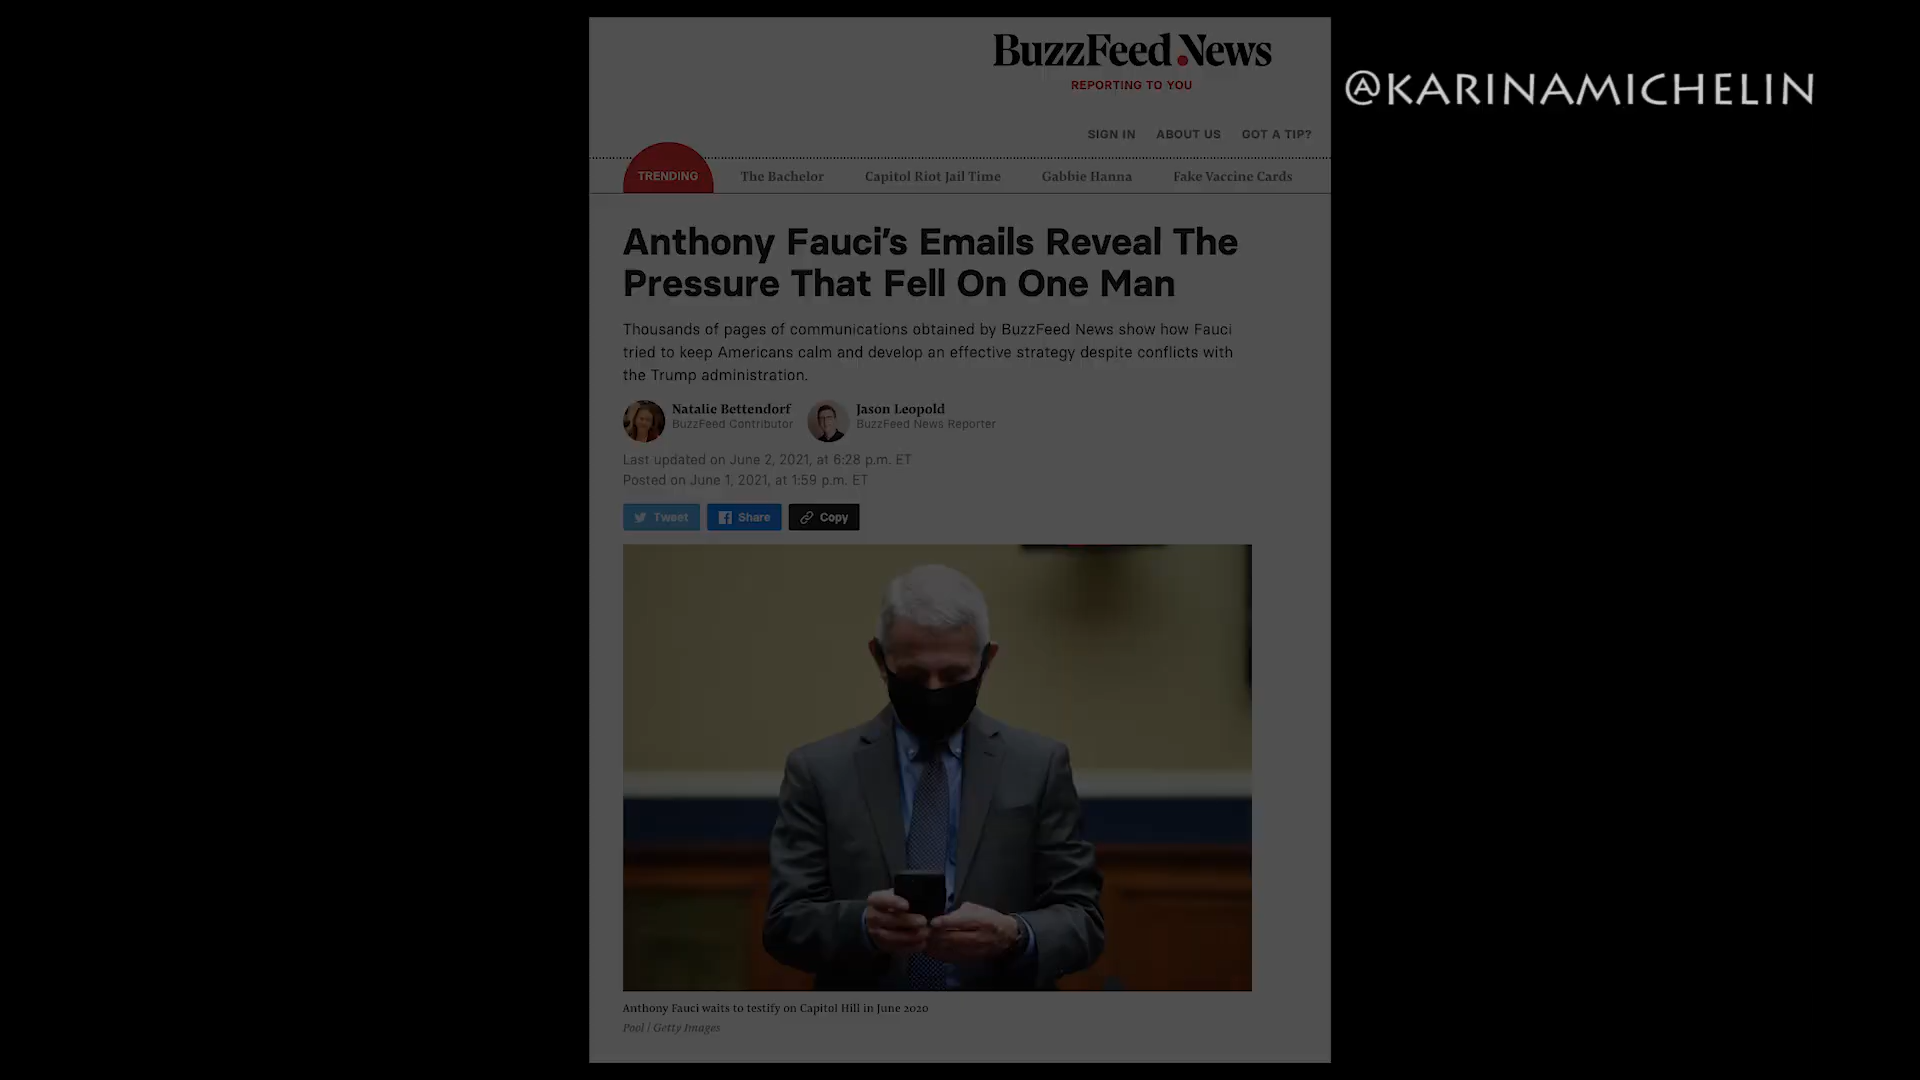 BuzzFeed News
REPORTING TO YOU
@KARINAMICHELIN
SIGN IN ABOUT US GOT A TIP?
TRENDING The Bachelor Capitol Riot Jail Time Gabbie Hanna Fake Vaccine Cards
Anthony Fauci’s Emails Reveal The
Pressure That Fell On One Man
Thousands of pages of communications obtained by BuzzFeed News show how Fauci
tried to keep Americans calm and develop an effective strategy despite conflicts with
the Trump administration.
Natalie Bettendorf
BuzzFeed Contributor
Jason Leopold
BuzzFeed News Reporter
Last updated on June 2, 2021, at 6:28 p.m. ET
Posted on June 1, 2021, at 1:59 p.m. ET
Tweet Share Copy
Anthony Fauci waits to testify on Capitol Hill in June 2020
Pool / Getty Images